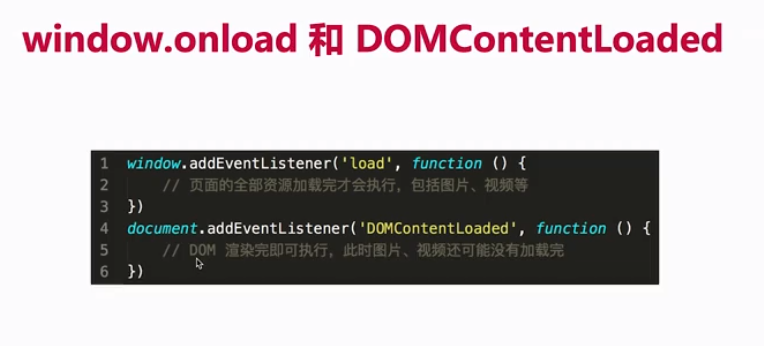 window.onload 和 DOMContentLoaded
1 window.addEventListener('load', function () {
2 // 页面的全部资源加载完才会执行，包括图片、视频等
3 })
4 document.addEventListener('DOMContentLoaded', function () {
5 // DOM 渲染完即可执行，此时图片、视频还可能没有加载完
6 })